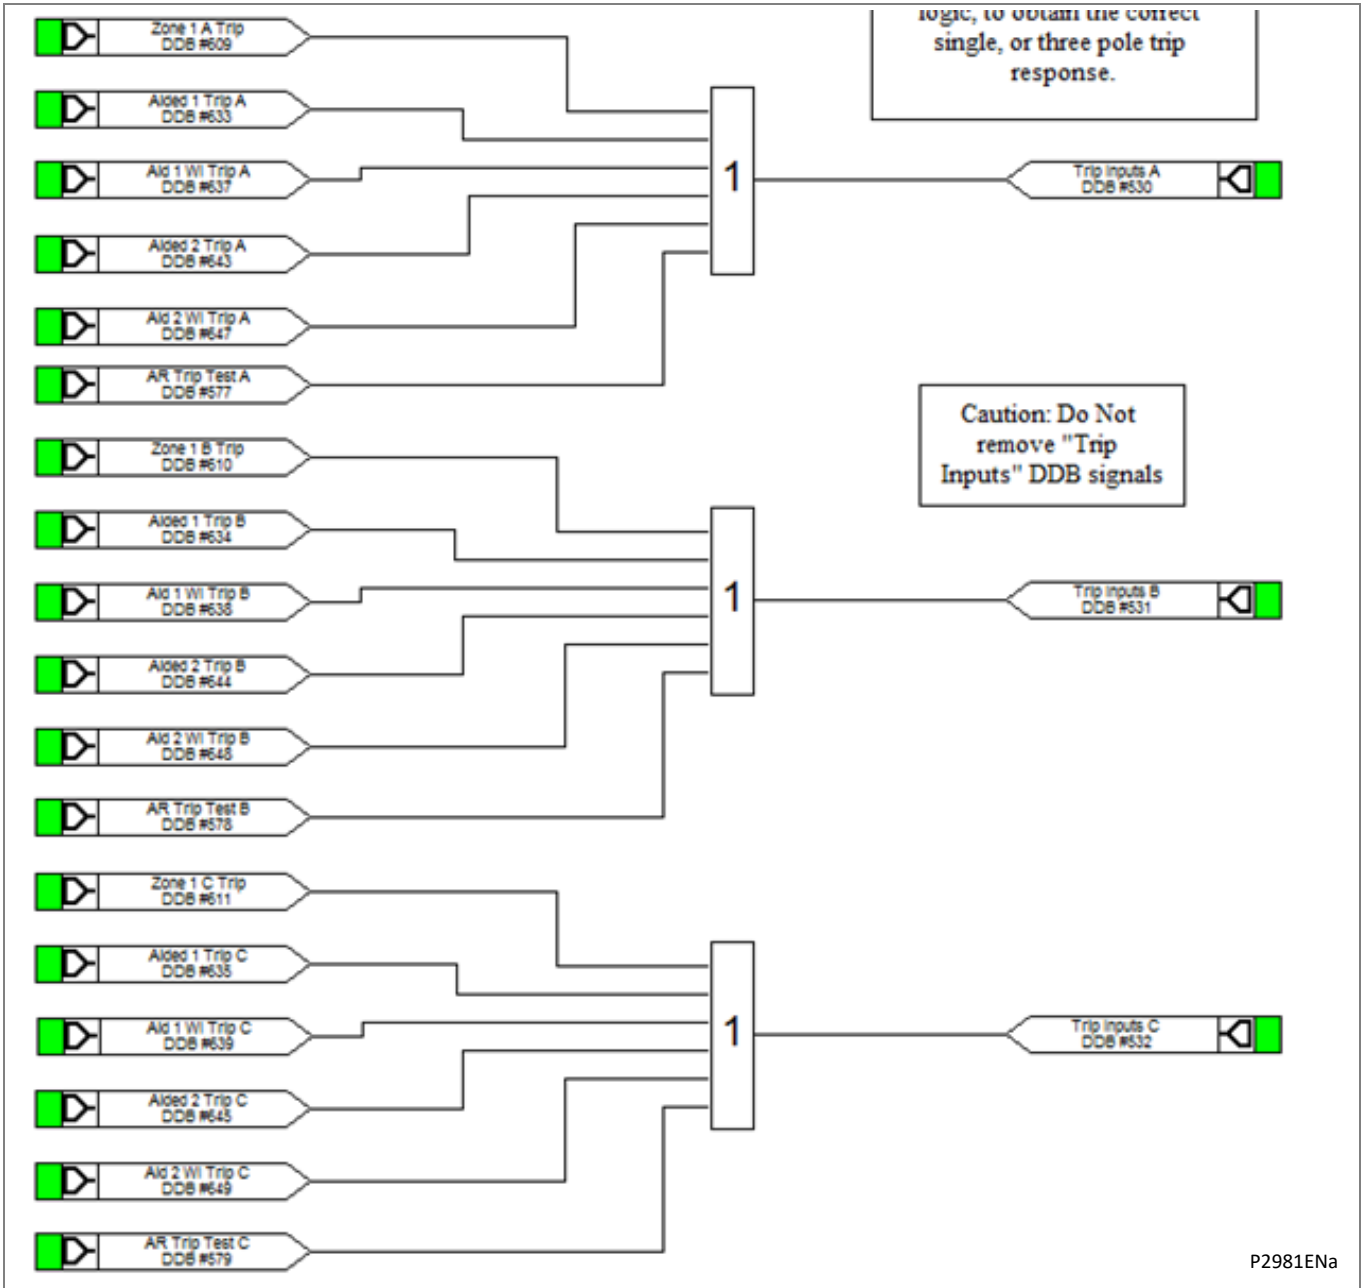 logic, to obtain the correct
single, or three pole trip
response.
Zone 1 A Trip
DDB #609
Aided 1 Trip A
DDB #633
Aid 1 WI Trip A
DDB #637
Aided 2 Trip A
DDB #643
Aid 2 WI Trip A
DDB #647
AR Trip Test A
DDB #577
1
Trip Inputs A
DDB #530
Caution: Do Not
remove "Trip
Inputs" DDB signals
Zone 1 B Trip
DDB #610
Aided 1 Trip B
DDB #634
Aid 1 WI Trip B
DDB #638
Aided 2 Trip B
DDB #644
Aid 2 WI Trip B
DDB #648
AR Trip Test B
DDB #578
1
Trip Inputs B
DDB #531
Zone 1 C Trip
DDB #611
Aided 1 Trip C
DDB #635
Aid 1 WI Trip C
DDB #639
Aided 2 Trip C
DDB #645
Aid 2 WI Trip C
DDB #649
AR Trip Test C
DDB #579
1
Trip Inputs C
DDB #532
P2981ENa